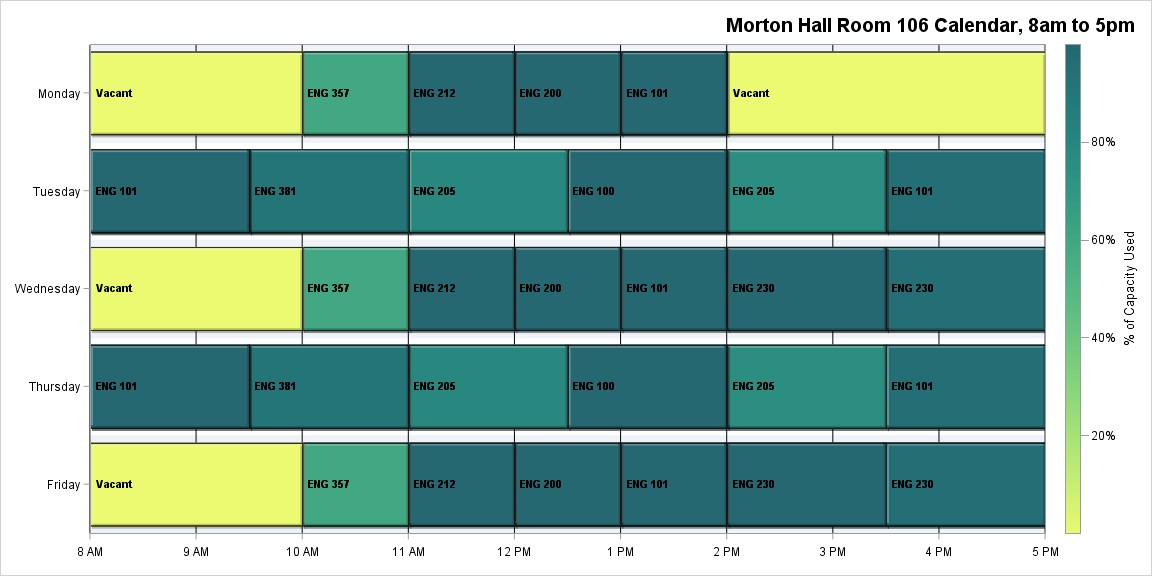 Morton Hall Room 106 Calendar, 8am to 5pm
Monday
Vacant
ENG 357
ENG 212
ENG 200
ENG 101
Vacant
Tuesday
ENG 101
ENG 381
ENG 205
ENG 100
ENG 205
ENG 101
Wednesday
Vacant
ENG 357
ENG 212
ENG 200
ENG 101
ENG 230
ENG 230
Thursday
ENG 101
ENG 381
ENG 205
ENG 100
ENG 205
ENG 101
Friday
Vacant
ENG 357
ENG 212
ENG 200
ENG 101
ENG 230
ENG 230
8 AM
9 AM
10 AM
11 AM
12 PM
1 PM
2 PM
3 PM
4 PM
5 PM
80%
60%
40%
20%
% of Capacity Used